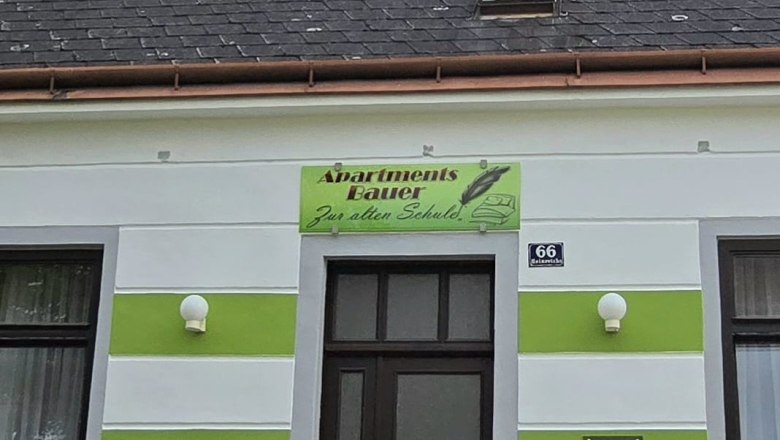 Apartments
Bauer
Zur alten Schule
66